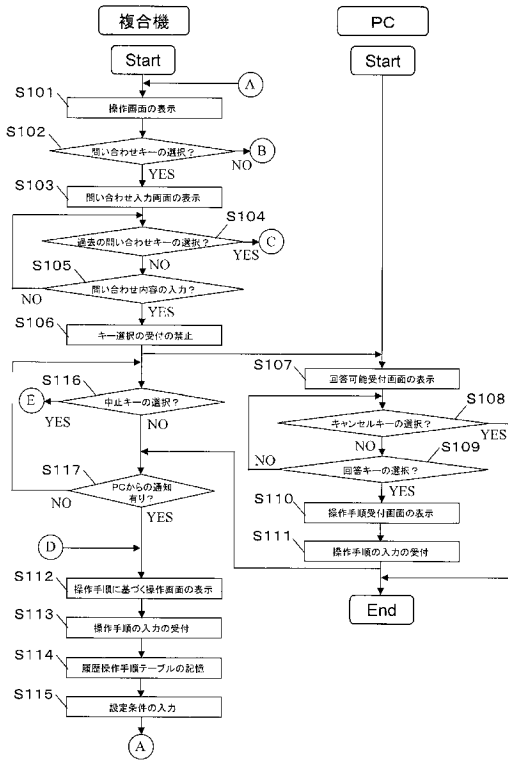 複合機
PC
Start
Start
A
S101
操作画面の表示
S102
問い合わせキーの選択?
NO
B
YES
S103
問い合わせ入力画面の表示
S104
過去の問い合わせキーの選択?
YES
C
NO
S105
問い合わせ内容の入力?
NO
YES
S106
キー選択の受付の禁止
S107
回答可能受付画面の表示
S116
中止キーの選択?
E
YES
NO
S108
キャンセルキーの選択?
YES
NO
S109
回答キーの選択?
NO
YES
S117
PCからの通知
有り?
NO
YES
S110
操作手順受付画面の表示
S111
操作手順の入力の受付
D
End
S112
操作手順に基づく操作画面の表示
S113
操作手順の入力の受付
S114
履歴操作手順テーブルの記憶
S115
設定条件の入力
A